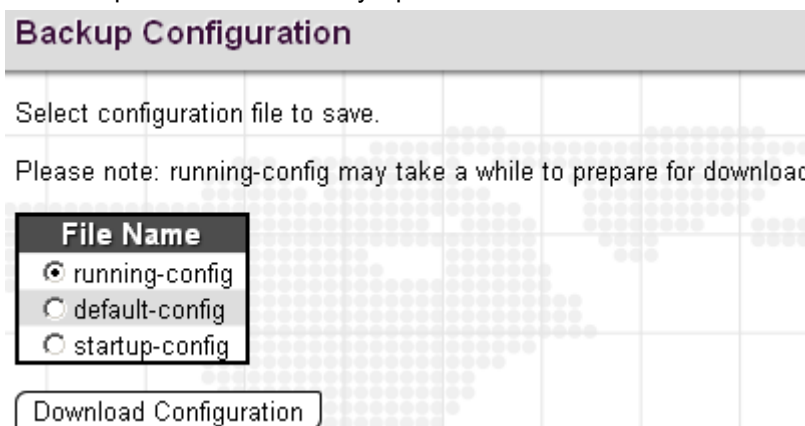 Backup Configuration
Select configuration file to save.
Please note: running-config may take a while to prepare for download
File Name
running-config
default-config
startup-config
Download Configuration